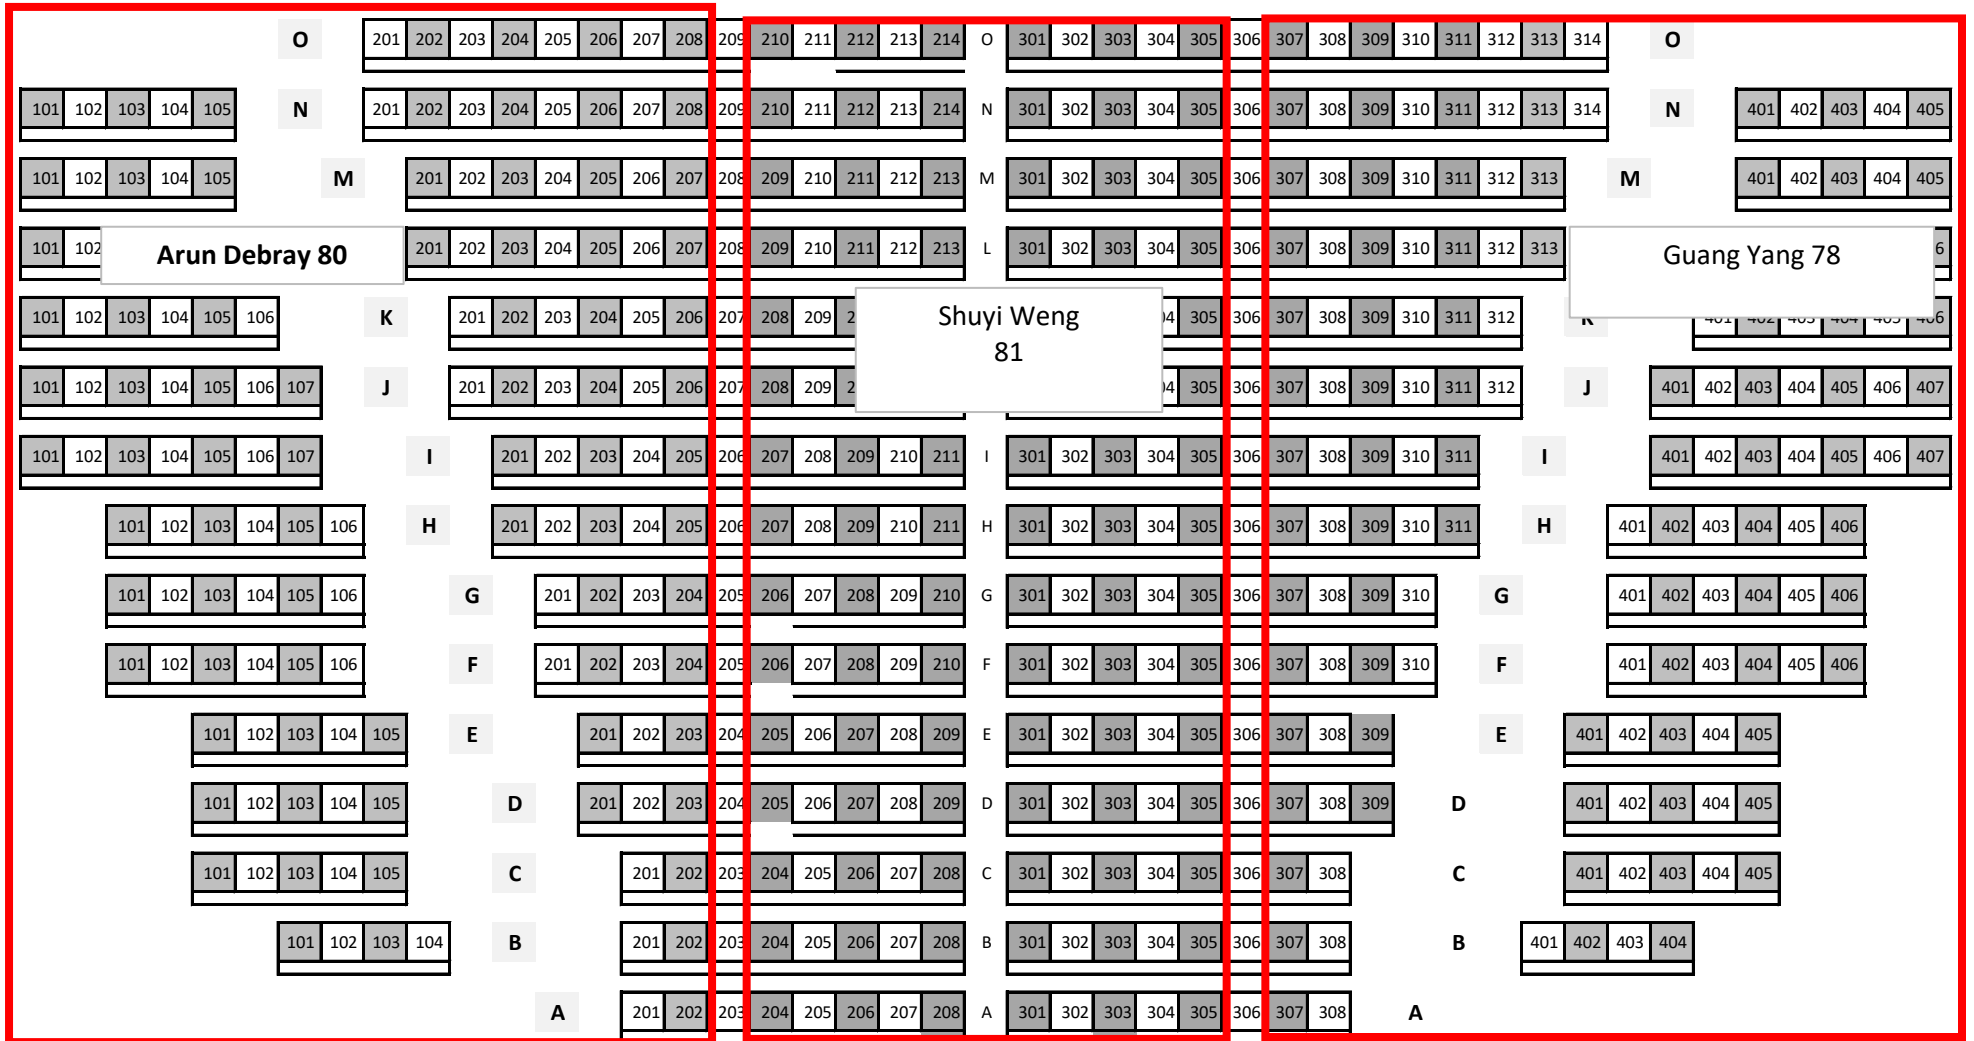 O 201 202 203 204 205 206 207 208 209 210 211 212 213 214 O 301 302 303 304 305 306 307 308 309 310 311 312 313 314 O
101 102 103 104 105 N 201 202 203 204 205 206 207 208 209 210 211 212 213 214 N 301 302 303 304 305 306 307 308 309 310 311 312 313 314 N 401 402 403 404 405
101 102 103 104 105 M 201 202 203 204 205 206 207 208 209 210 211 212 213 M 301 302 303 304 305 306 307 308 309 310 311 312 313 M 401 402 403 404 405
101 102 Arun Debray 80 201 202 203 204 205 206 207 208 209 210 211 212 213 L 301 302 303 304 305 306 307 308 309 310 311 312 313 Guang Yang 78
101 102 103 104 105 106 K 201 202 203 204 205 206 207 208 209 Shuyi Weng 305 306 307 308 309 310 311 312 K 401 402 403 404 405 406
81
101 102 103 104 105 106 107 J 201 202 203 204 205 206 207 208 209 305 306 307 308 309 310 311 312 J 401 402 403 404 405 406 407
101 102 103 104 105 106 107 I 201 202 203 204 205 206 207 208 209 210 211 I 301 302 303 304 305 306 307 308 309 310 311 I 401 402 403 404 405 406 407
101 102 103 104 105 106 H 201 202 203 204 205 206 207 208 209 210 211 H 301 302 303 304 305 306 307 308 309 310 311 H 401 402 403 404 405 406
101 102 103 104 105 106 G 201 202 203 204 205 206 207 208 209 210 G 301 302 303 304 305 306 307 308 309 310 G 401 402 403 404 405 406
101 102 103 104 105 106 F 201 202 203 204 205 206 207 208 209 210 F 301 302 303 304 305 306 307 308 309 310 F 401 402 403 404 405 406
101 102 103 104 105 E 201 202 203 204 205 206 207 208 209 E 301 302 303 304 305 306 307 308 309 E 401 402 403 404 405
101 102 103 104 105 D 201 202 203 204 205 206 207 208 209 D 301 302 303 304 305 306 307 308 309 D 401 402 403 404 405
101 102 103 104 105 C 201 202 203 204 205 206 207 208 C 301 302 303 304 305 306 307 308 C 401 402 403 404 405
101 102 103 104 B 201 202 203 204 205 206 207 208 B 301 302 303 304 305 306 307 308 B 401 402 403 404
A 201 202 203 204 205 206 207 208 A 301 302 303 304 305 306 307 308 A